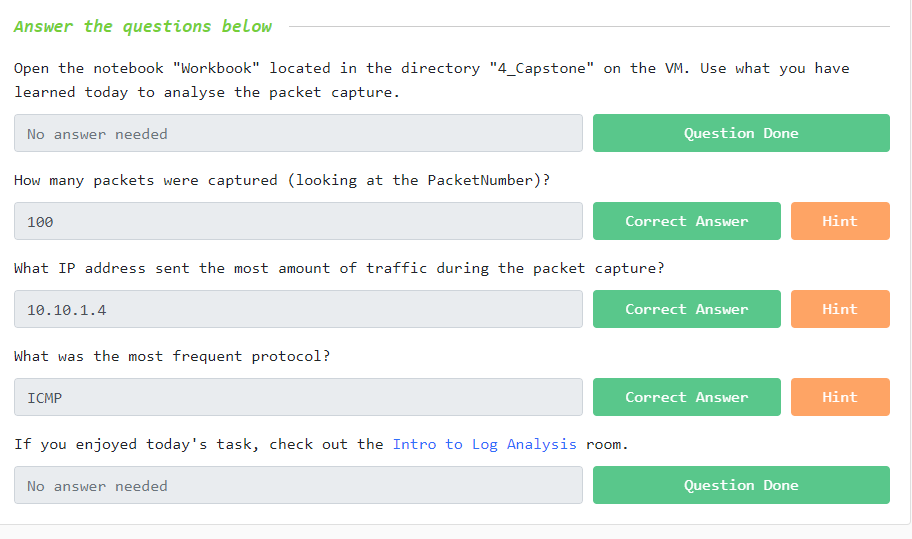 Answer the questions below
Open the notebook "Workbook" located in the directory "4_Capstone" on the VM. Use what you have
learned today to analyse the packet capture.
No answer needed
Question Done
How many packets were captured (looking at the PacketNumber)?
100
Correct Answer
Hint
What IP address sent the most amount of traffic during the packet capture?
10.10.1.4
Correct Answer
Hint
What was the most frequent protocol?
ICMP
Correct Answer
Hint
If you enjoyed today's task, check out the Intro to Log Analysis room.
No answer needed
Question Done